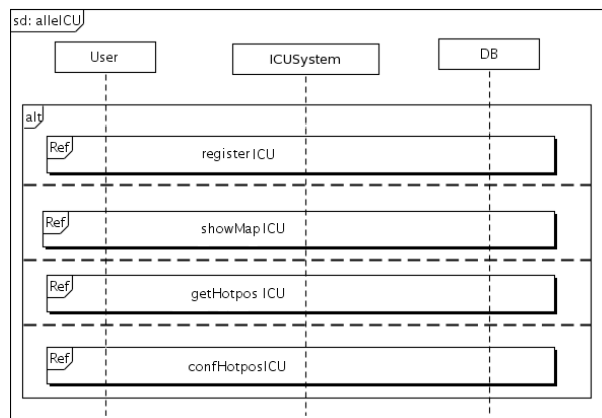 sd: alleICU
User
ICUSystem
DB
alt
Ref
registerICU
Ref
showMapICU
Ref
getHotpos ICU
Ref
confHotposICU